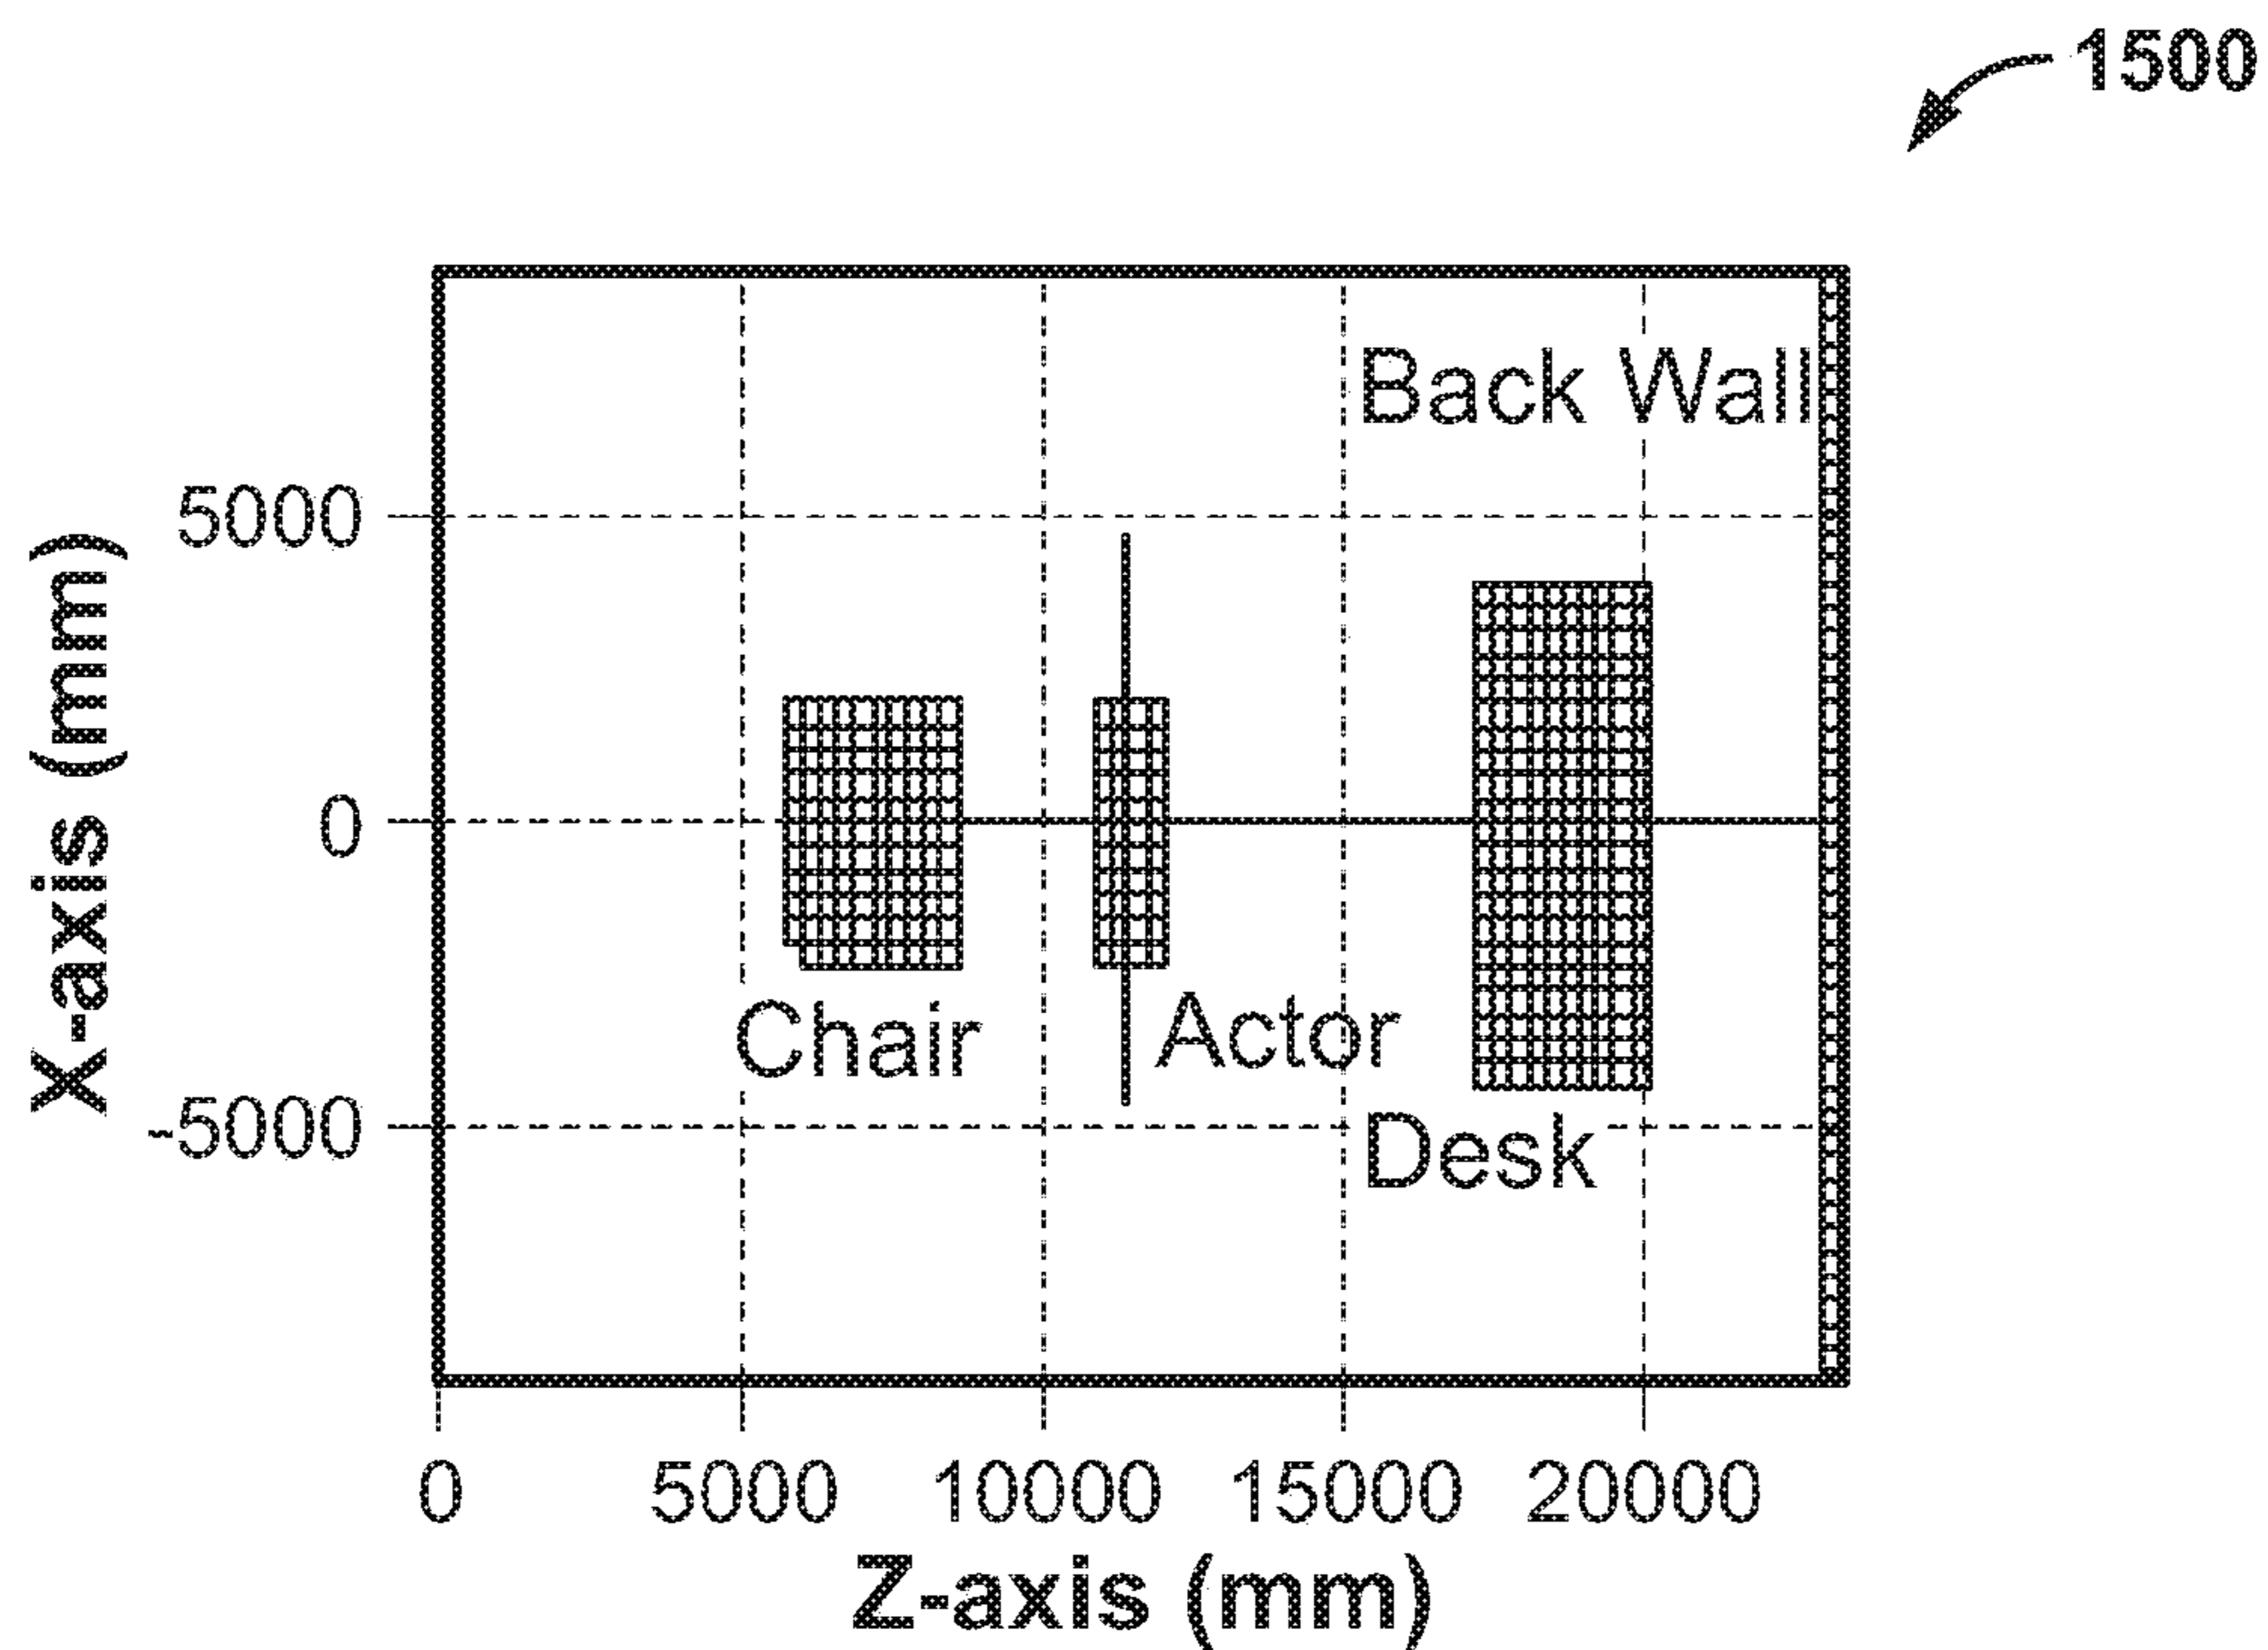 1500
Back Wall
5000
0
-5000
X-axis (mm)
Chair
Actor
Desk
0 5000 10000 15000 20000
Z-axis (mm)